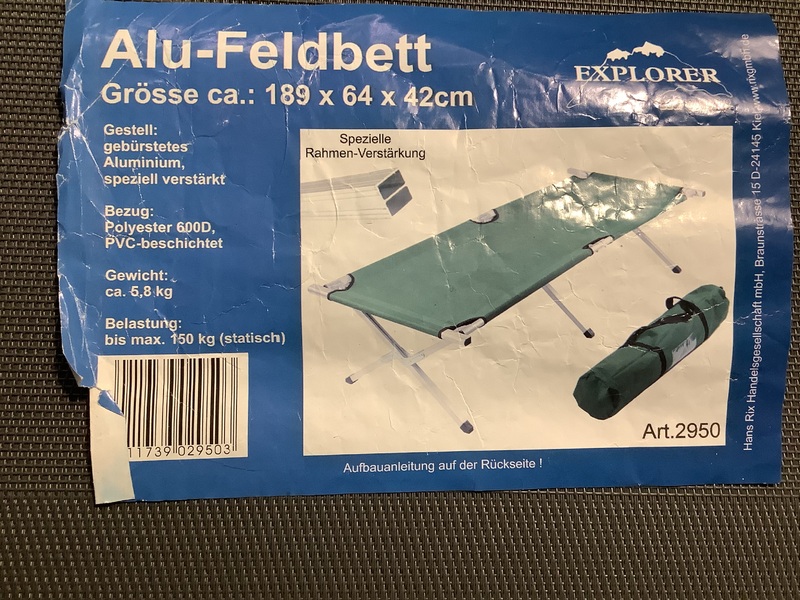 Alu-Feldbett
EXPLORER
Grösse ca.: 189 x 64 x 42cm
Gestell:
gebürstetes
Aluminium,
speziell verstärkt
Bezug:
Polyester 600D,
PVC-beschichtet
Gewicht:
ca. 5,8 kg
Belastung:
bis max. 150 kg (statisch)
Spezielle
Rahmen-Verstärkung
Art.2950
11739 029503
Aufbauanleitung auf der Rückseite !
Hans Rix Handelsgesellschaft mbH, Braunstrasse 15 D-24145